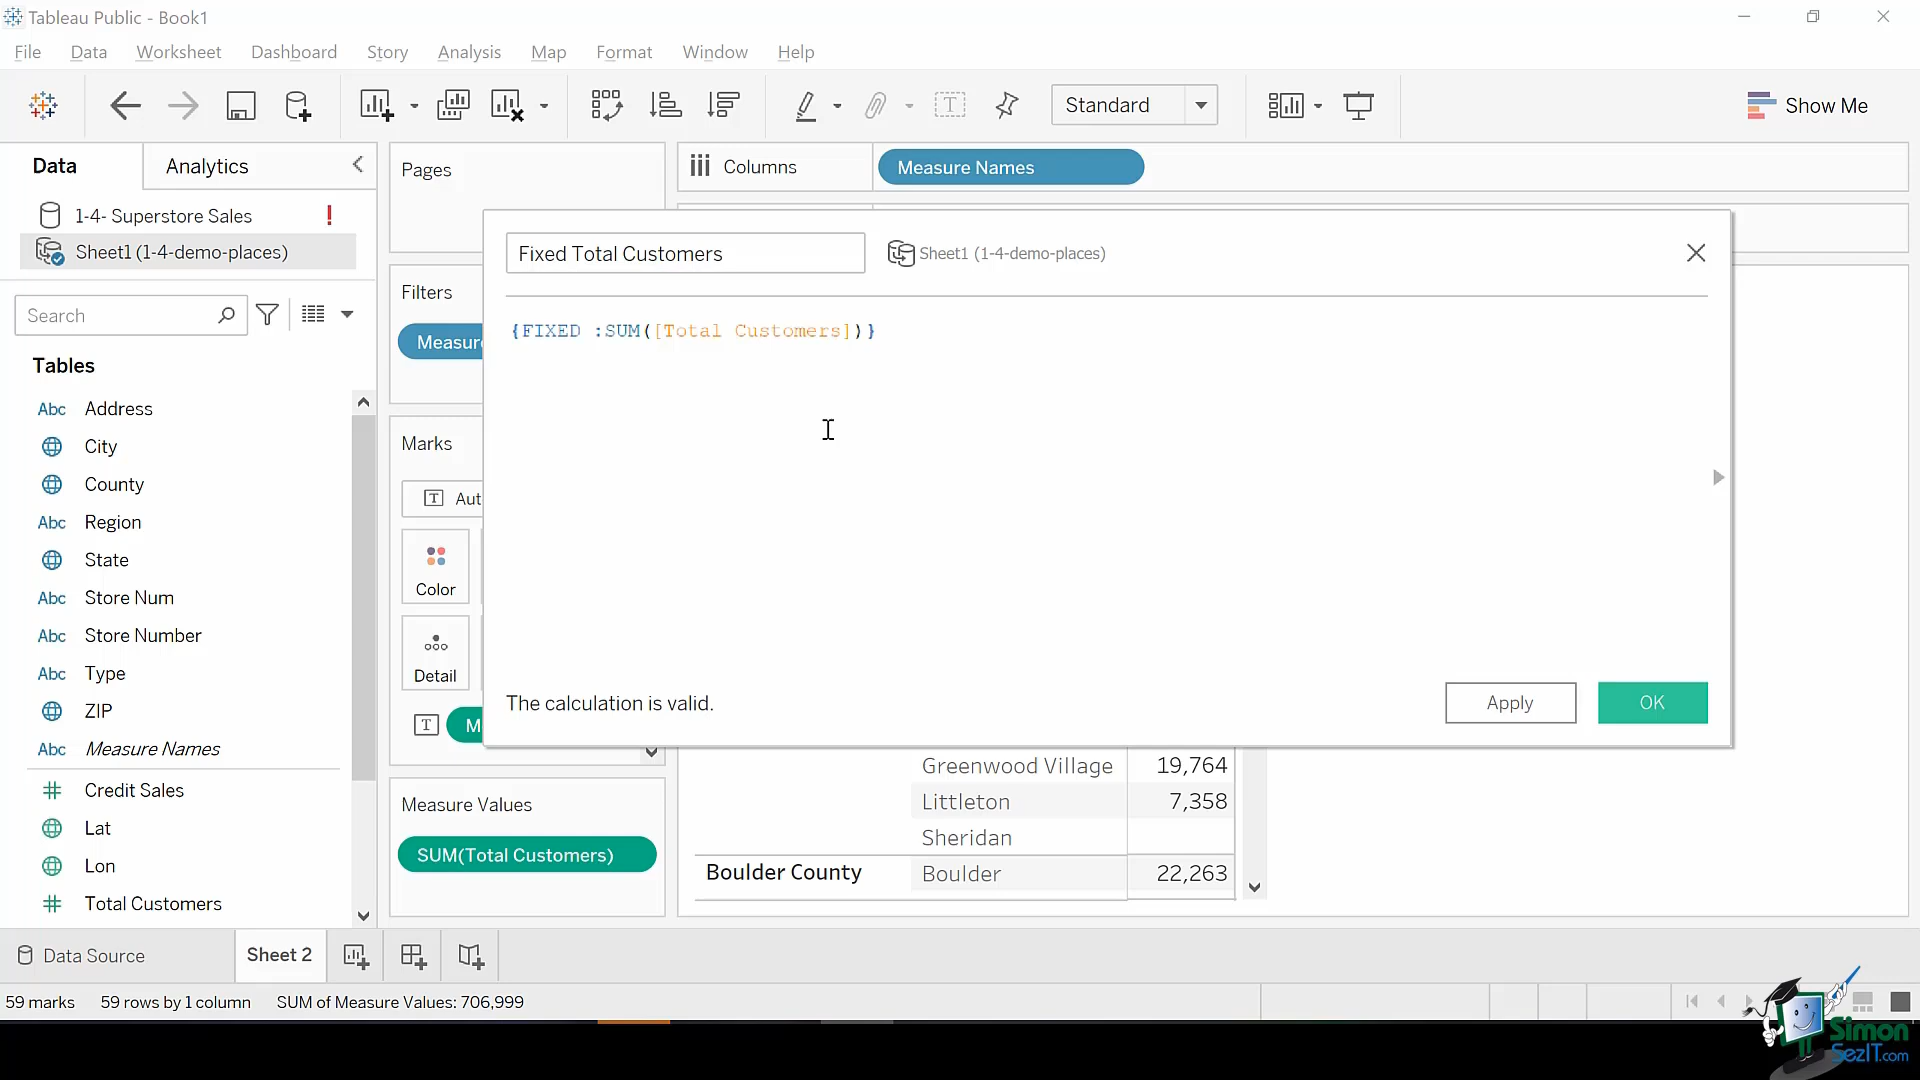 Tableau Public - Book1
File Data Worksheet Dashboard Story Analysis Map Format Window Help
Standard
Show Me
Data Analytics
Pages
Columns Measure Names
1-4- Superstore Sales
Sheet1 (1-4-demo-places)
Fixed Total Customers
Sheet1 (1-4-demo-places)
Filters
{FIXED :SUM([Total Customers])}
Search
Tables
Abc Address
City
County
Abc Region
State
Abc Store Num
Abc Store Number
Abc Type
ZIP
Abc Measure Names
Credit Sales
Lat
Lon
Total Customers
Marks
Color
Detail
The calculation is valid.
Apply
OK
Measure Values
SUM(Total Customers)
Greenwood Village 19,764
Littleton 7,358
Sheridan
Boulder County Boulder 22,263
Data Source Sheet 2
59 marks 59 rows by 1 column SUM of Measure Values: 706,999
Simon
SezIT.com